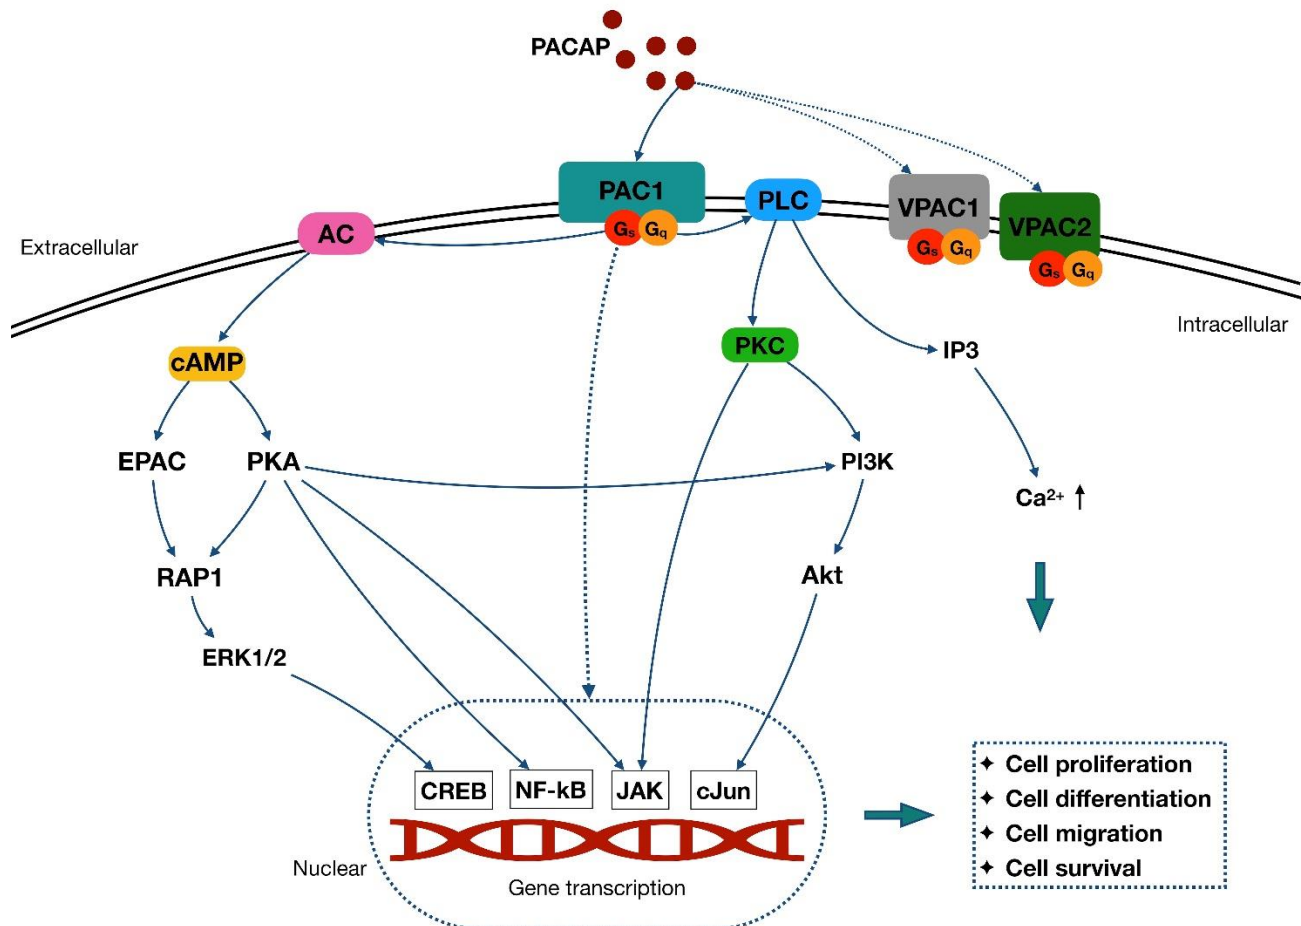 PACAP
PAC1
PLC
VPAC1
VPAC2
AC
Gs
Gq
Gs
Gq
Gs
Gq
Extracellular
Intracellular
cAMP
PKC
IP3
EPAC
PKA
PI3K
Ca²⁺ ↑
RAP1
Akt
ERK1/2
CREB
NF-kB
JAK
cJun
Nuclear
Gene transcription
✦ Cell proliferation
✦ Cell differentiation
✦ Cell migration
✦ Cell survival